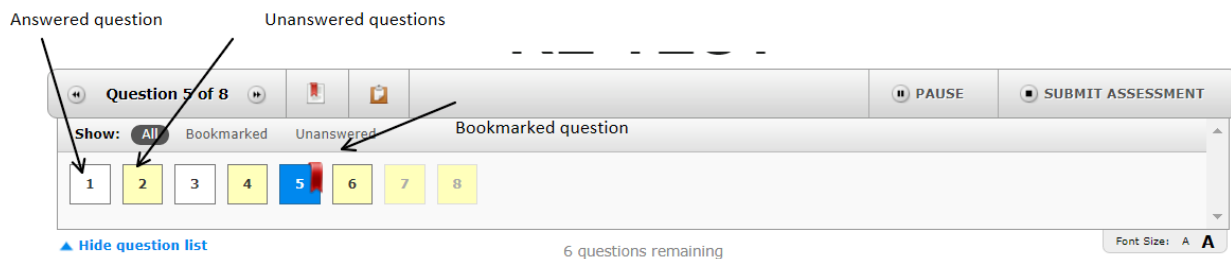 Answered question Unanswered questions
Question 5 of 8 PAUSE SUBMIT ASSESSMENT
Show: All Bookmarked Unanswered Bookmarked question
1 2 3 4 5 6 7 8
Hide question list 6 questions remaining Font Size: A A